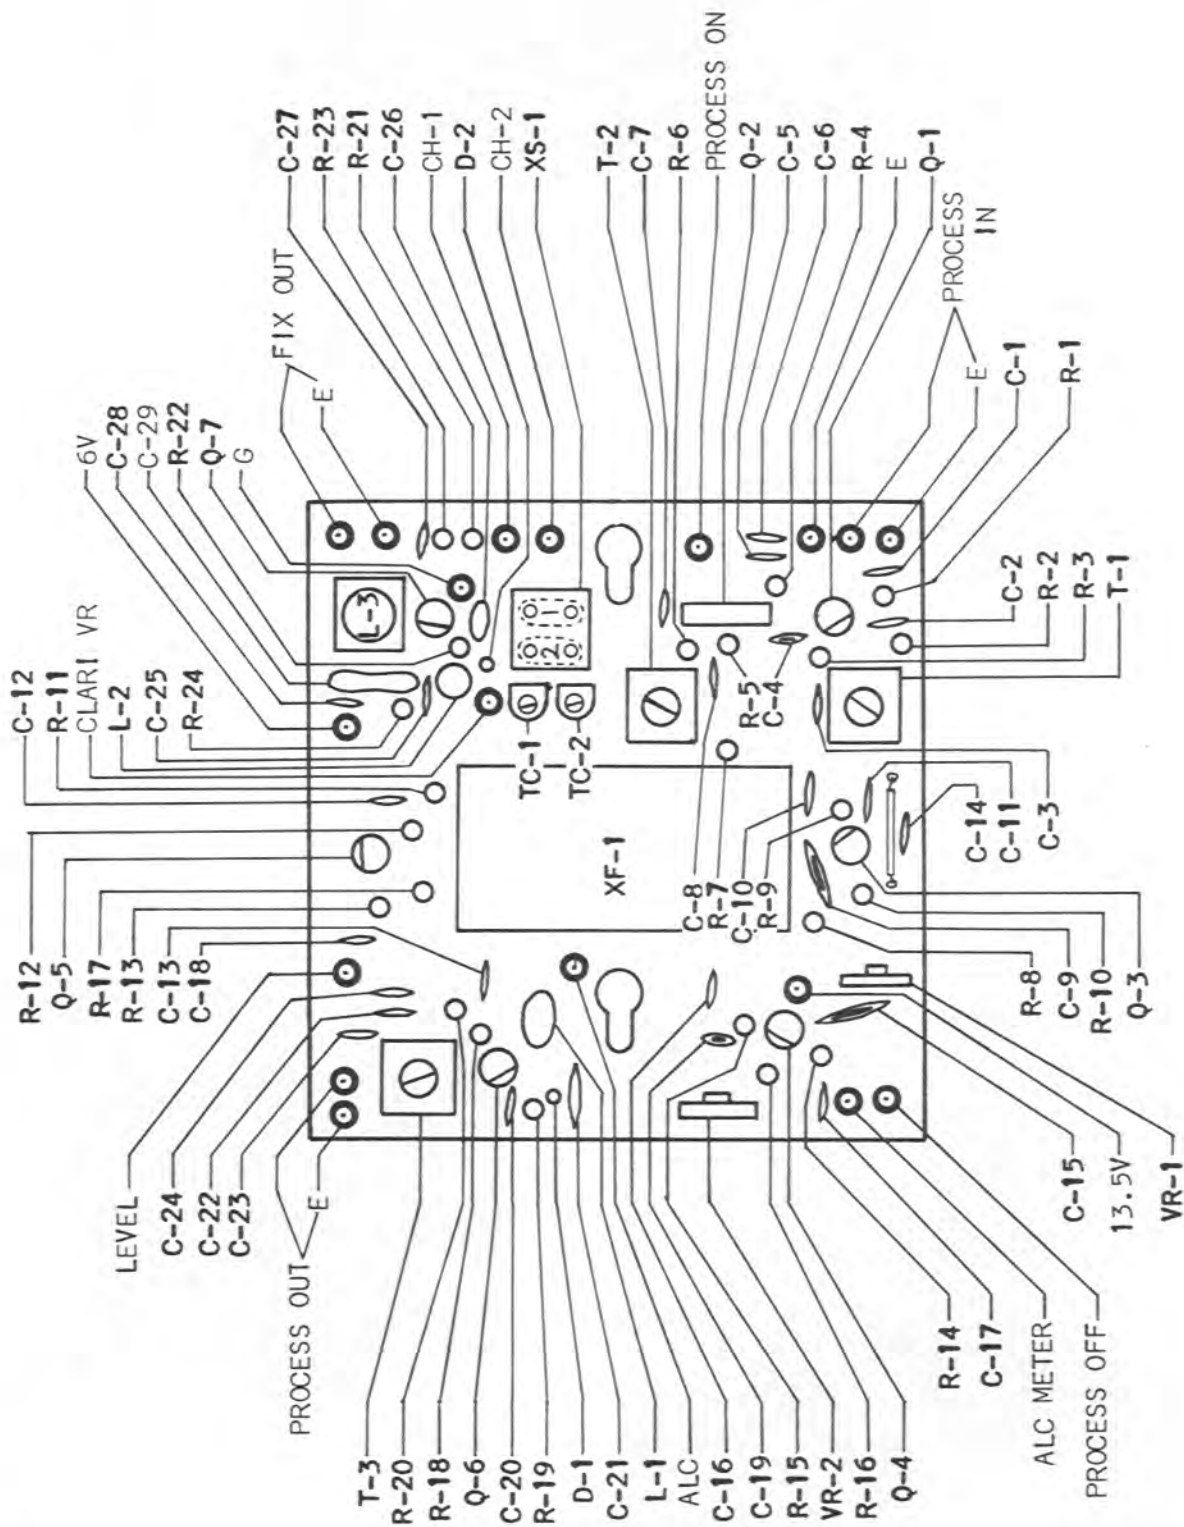 C-27
R-23
R-21
C-26
CH-1
D-2
CH-2
XS-1
T-2
C-7
R-6
PROCESS ON
Q-2
C-5
C-6
R-4
E
Q-1
PROCESS
IN
E
C-1
R-1
FIX OUT
E
6V
C-28
C-29
R-22
Q-7
G
C-12
R-11
CLARI VR
L-2
C-25
R-24
C-2
R-2
R-3
T-1
L-3
1
2
TC-1
TC-2
R-5
C-4
XF-1
C-8
R-7
C-10
R-9
C-14
C-11
C-3
R-12
Q-5
R-17
R-13
C-13
C-18
R-8
C-9
R-10
Q-3
LEVEL
C-24
C-22
C-23
PROCESS OUT
E
C-15
13.5V
VR-1
T-3
R-20
R-18
Q-6
C-20
R-19
D-1
C-21
L-1
ALC
C-16
C-19
R-15
VR-2
R-16
Q-4
R-14
C-17
ALC METER
PROCESS OFF